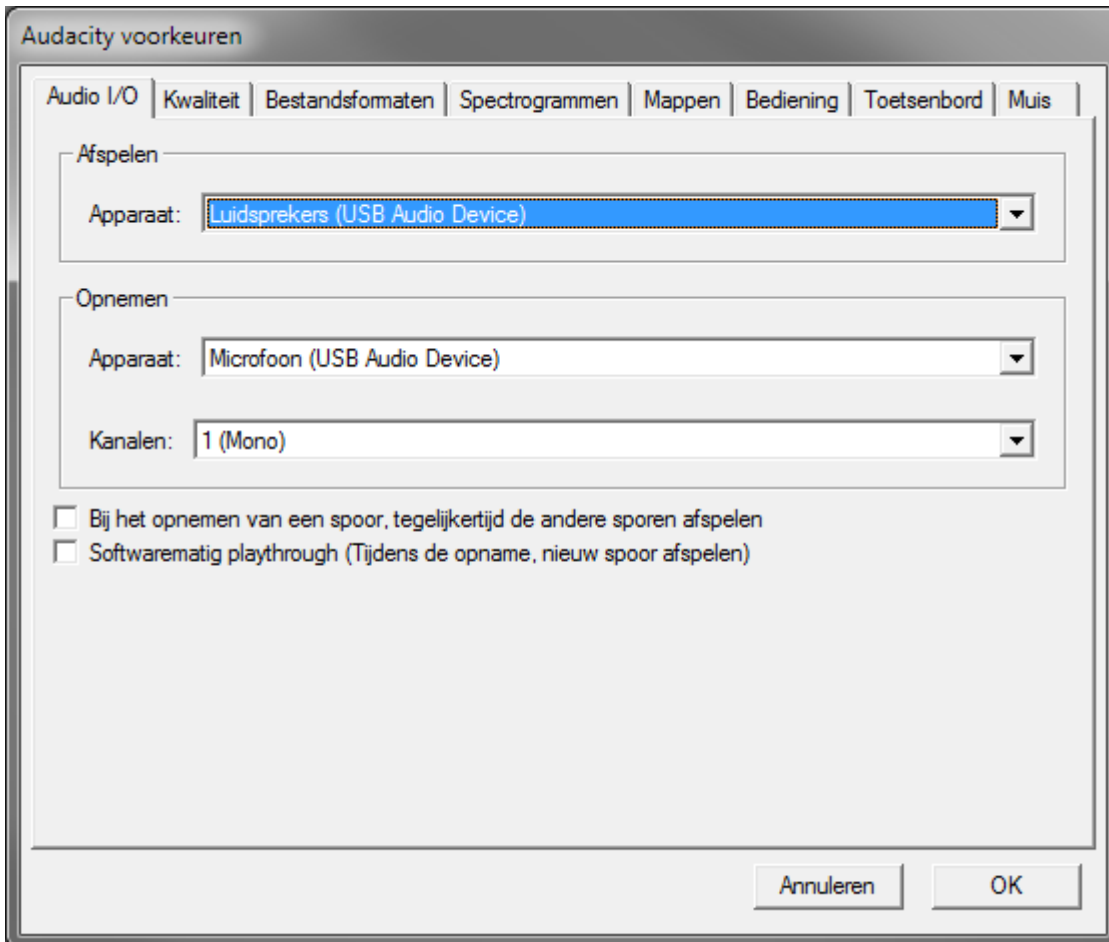 Audacity voorkeuren
Audio I/O Kwaliteit Bestandsformaten Spectrogrammen Mappen Bediening Toetsenbord Muis
Afspelen
Apparaat: Luidsprekers (USB Audio Device)
Opnemen
Apparaat: Microfoon (USB Audio Device)
Kanalen: 1 (Mono)
Bij het opnemen van een spoor, tegelijkertijd de andere sporen afspelen
Softwarematig playthrough (Tijdens de opname, nieuw spoor afspelen)
Annuleren OK